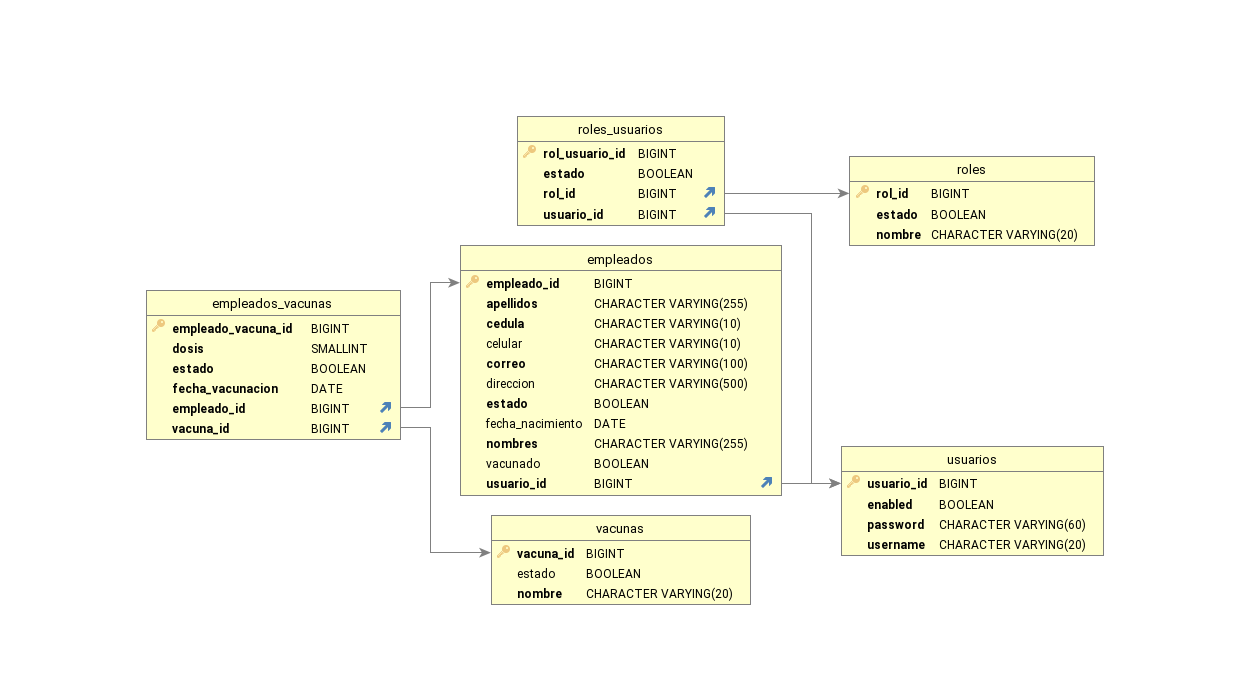 roles_usuarios
rol_usuario_id BIGINT
estado BOOLEAN
rol_id BIGINT
usuario_id BIGINT
roles
rol_id BIGINT
estado BOOLEAN
nombre CHARACTER VARYING(20)
empleados
empleado_id BIGINT
apellidos CHARACTER VARYING(255)
cedula CHARACTER VARYING(10)
celular CHARACTER VARYING(10)
correo CHARACTER VARYING(100)
direccion CHARACTER VARYING(500)
estado BOOLEAN
fecha_nacimiento DATE
nombres CHARACTER VARYING(255)
vacunado BOOLEAN
usuario_id BIGINT
empleados_vacunas
empleado_vacuna_id BIGINT
dosis SMALLINT
estado BOOLEAN
fecha_vacunacion DATE
empleado_id BIGINT
vacuna_id BIGINT
usuarios
usuario_id BIGINT
enabled BOOLEAN
password CHARACTER VARYING(60)
username CHARACTER VARYING(20)
vacunas
vacuna_id BIGINT
estado BOOLEAN
nombre CHARACTER VARYING(20)